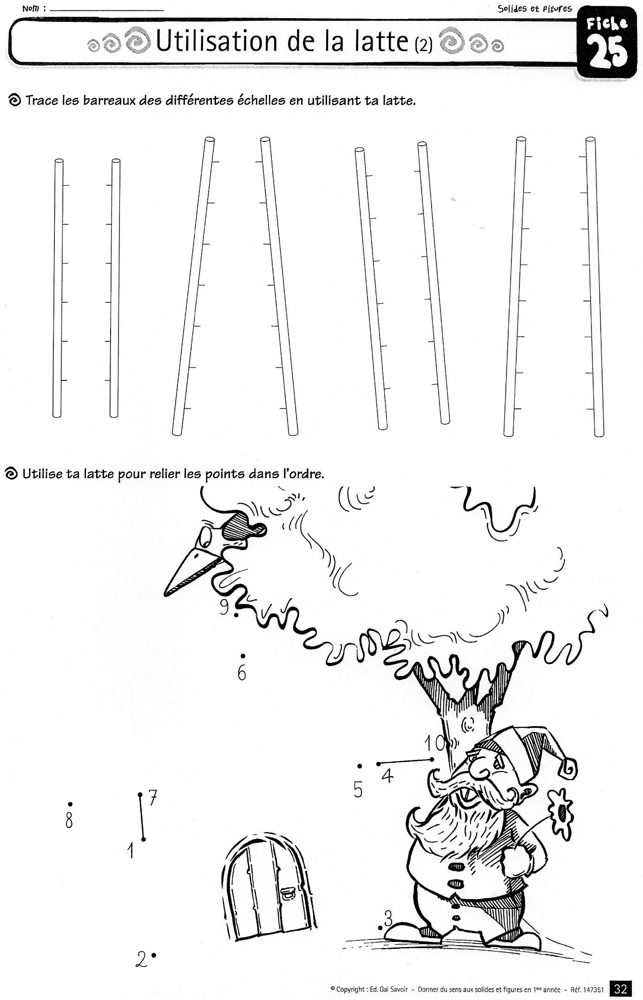 Nom :
Solides et figures
Fiche
25
Utilisation de la latte (2)
Trace les barreaux des différentes échelles en utilisant ta latte.
Utilise ta latte pour relier les points dans l'ordre.
9
6
10
5
4
7
8
1
3
2
© Copyright : Ed. Gai Savoir - Donner du sens aux solides et figures en 1ère année - Réf. 147351
32